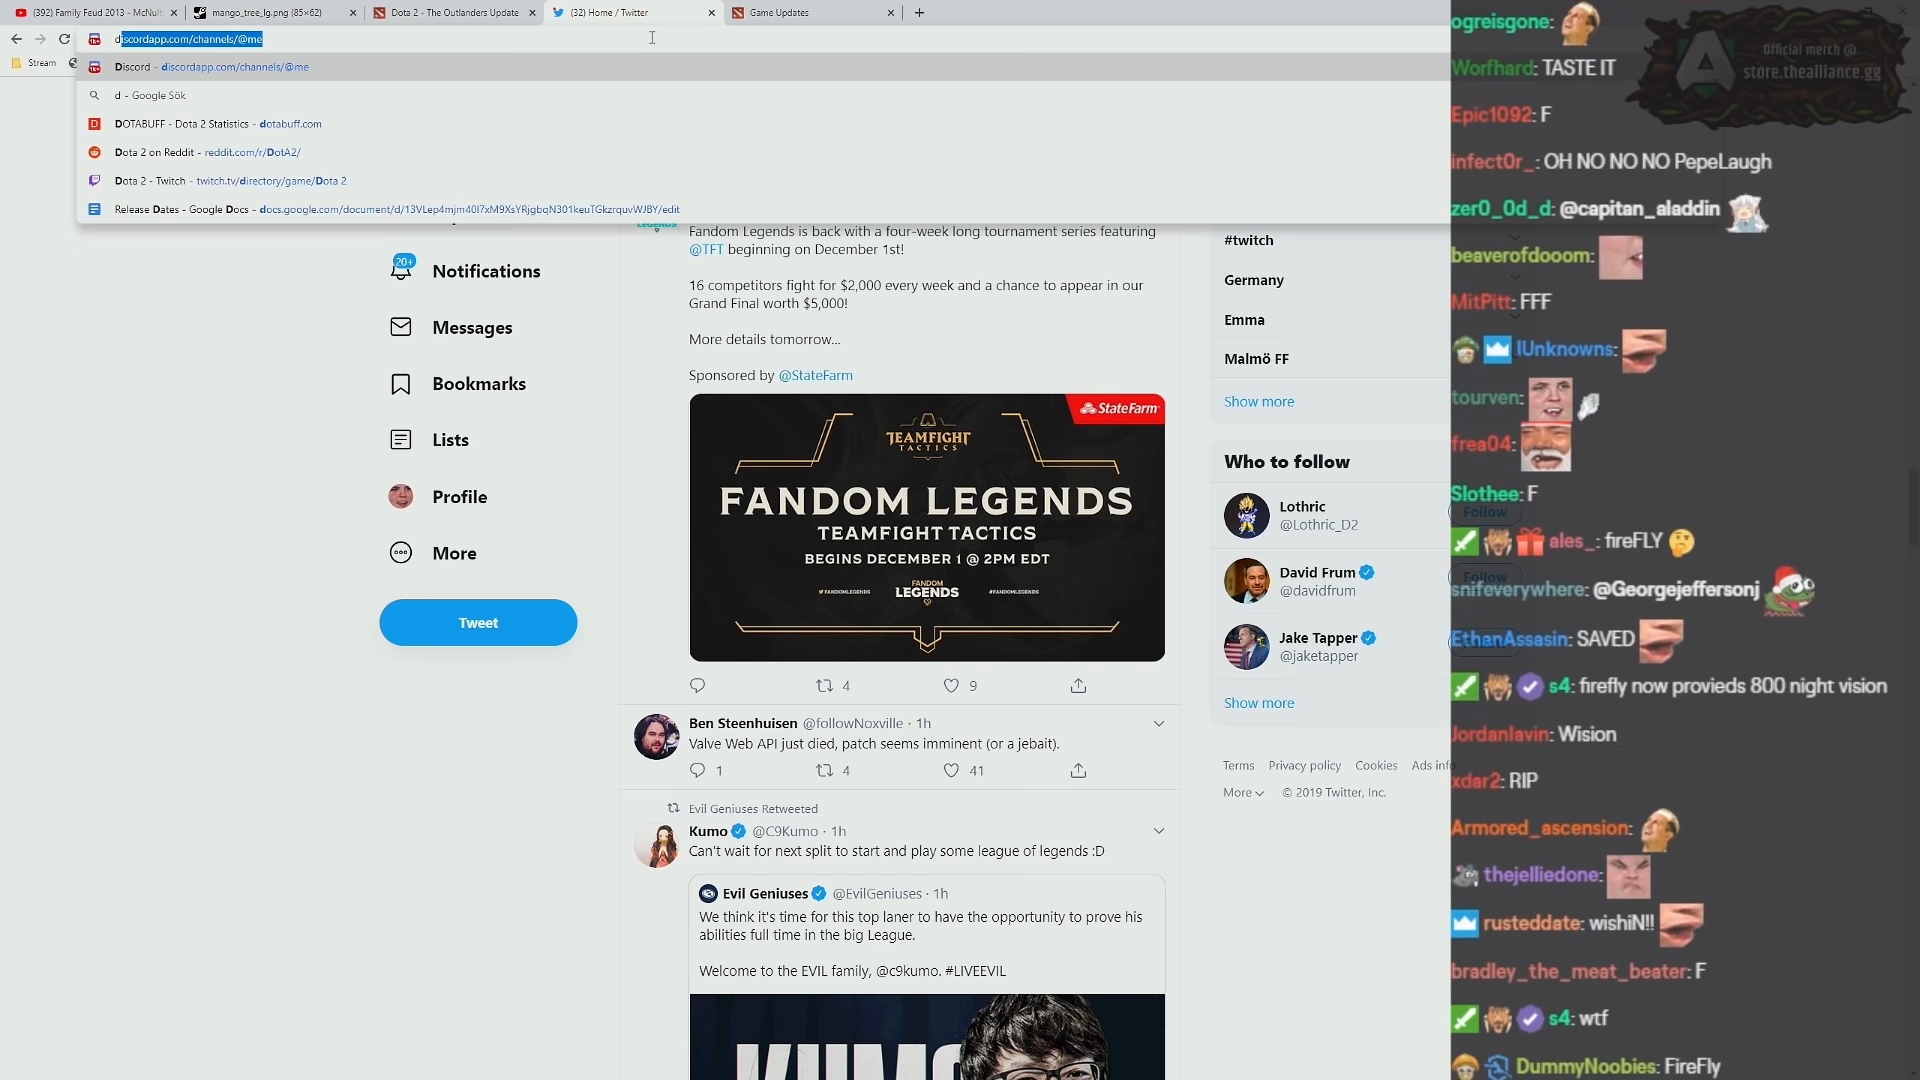 (392) Family Feud 2013 - McNult
mango_tree_lg.png (85×62)
Dota 2 - The Outlanders Update
(32) Home / Twitter
Game Updates
discordapp.com/channels/@me
Stream
Discord - discordapp.com/channels/@me
d - Google Sök
DOTABUFF - Dota 2 Statistics - dotabuff.com
Dota 2 on Reddit - reddit.com/r/DotA2/
Dota 2 - Twitch - twitch.tv/directory/game/Dota 2
Release Dates - Google Docs - docs.google.com/document/d/13VLep4mjm40I7xM9XsYRjgbqN301keuTGkzrquvWJBY/edit
20+
Notifications
Messages
Bookmarks
Lists
Profile
More
Tweet
LEGENDS
Fandom Legends is back with a four-week long tournament series featuring
@TFT beginning on December 1st!
16 competitors fight for $2,000 every week and a chance to appear in our
Grand Final worth $5,000!
More details tomorrow...
Sponsored by @StateFarm
StateFarm
TEAMFIGHT
TACTICS
FANDOM LEGENDS
TEAMFIGHT TACTICS
BEGINS DECEMBER 1 @ 2PM EDT
FANDOMLEGENDS
FANDOM
LEGENDS
#FANDOMLEGENDS
4
9
Ben Steenhuisen @followNoxville · 1h
Valve Web API just died, patch seems imminent (or a jebait).
1
4
41
Evil Geniuses Retweeted
Kumo @C9Kumo · 1h
Can't wait for next split to start and play some league of legends :D
Evil Geniuses @EvilGeniuses · 1h
We think it's time for this top laner to have the opportunity to prove his
abilities full time in the big League.
Welcome to the EVIL family, @c9kumo. #LIVEEVIL
KUMO
#twitch
Germany
Emma
Malmö FF
Show more
Who to follow
Lothric
@Lothric_D2
Follow
David Frum
@davidfrum
Follow
Jake Tapper
@jaketapper
Show more
Terms Privacy policy Cookies Ads info
More © 2019 Twitter, Inc.
Official merch @
store.thealliance.gg
ogreisgone:
Worfhard: TASTE IT
Epic1092: F
infect0r_: OH NO NO NO PepeLaugh
zer0_0d_d: @capitan_aladdin
beaverofdooom:
MitPitt: FFF
IUnknowns:
tourven:
frea04:
Slothee: F
ales_: fireFLY
snifeverywhere: @Georgejeffersonj
EthanAssasin: SAVED
s4: firefly now provieds 800 night vision
Jordanlavin: Wision
xdar2: RIP
Armored_ascension:
thejelliedone:
rusteddate: wishiN!!
bradley_the_meat_beater: F
s4: wtf
DummyNoobies: FireFly